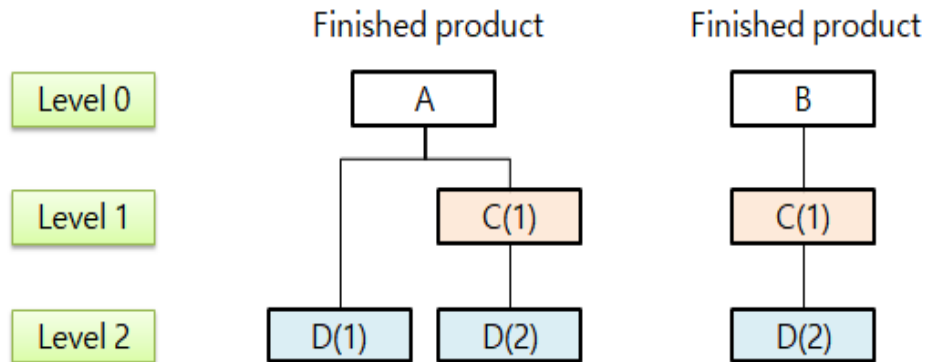 Finished product
Finished product
Level 0
A
B
Level 1
C(1)
C(1)
Level 2
D(1)
D(2)
D(2)